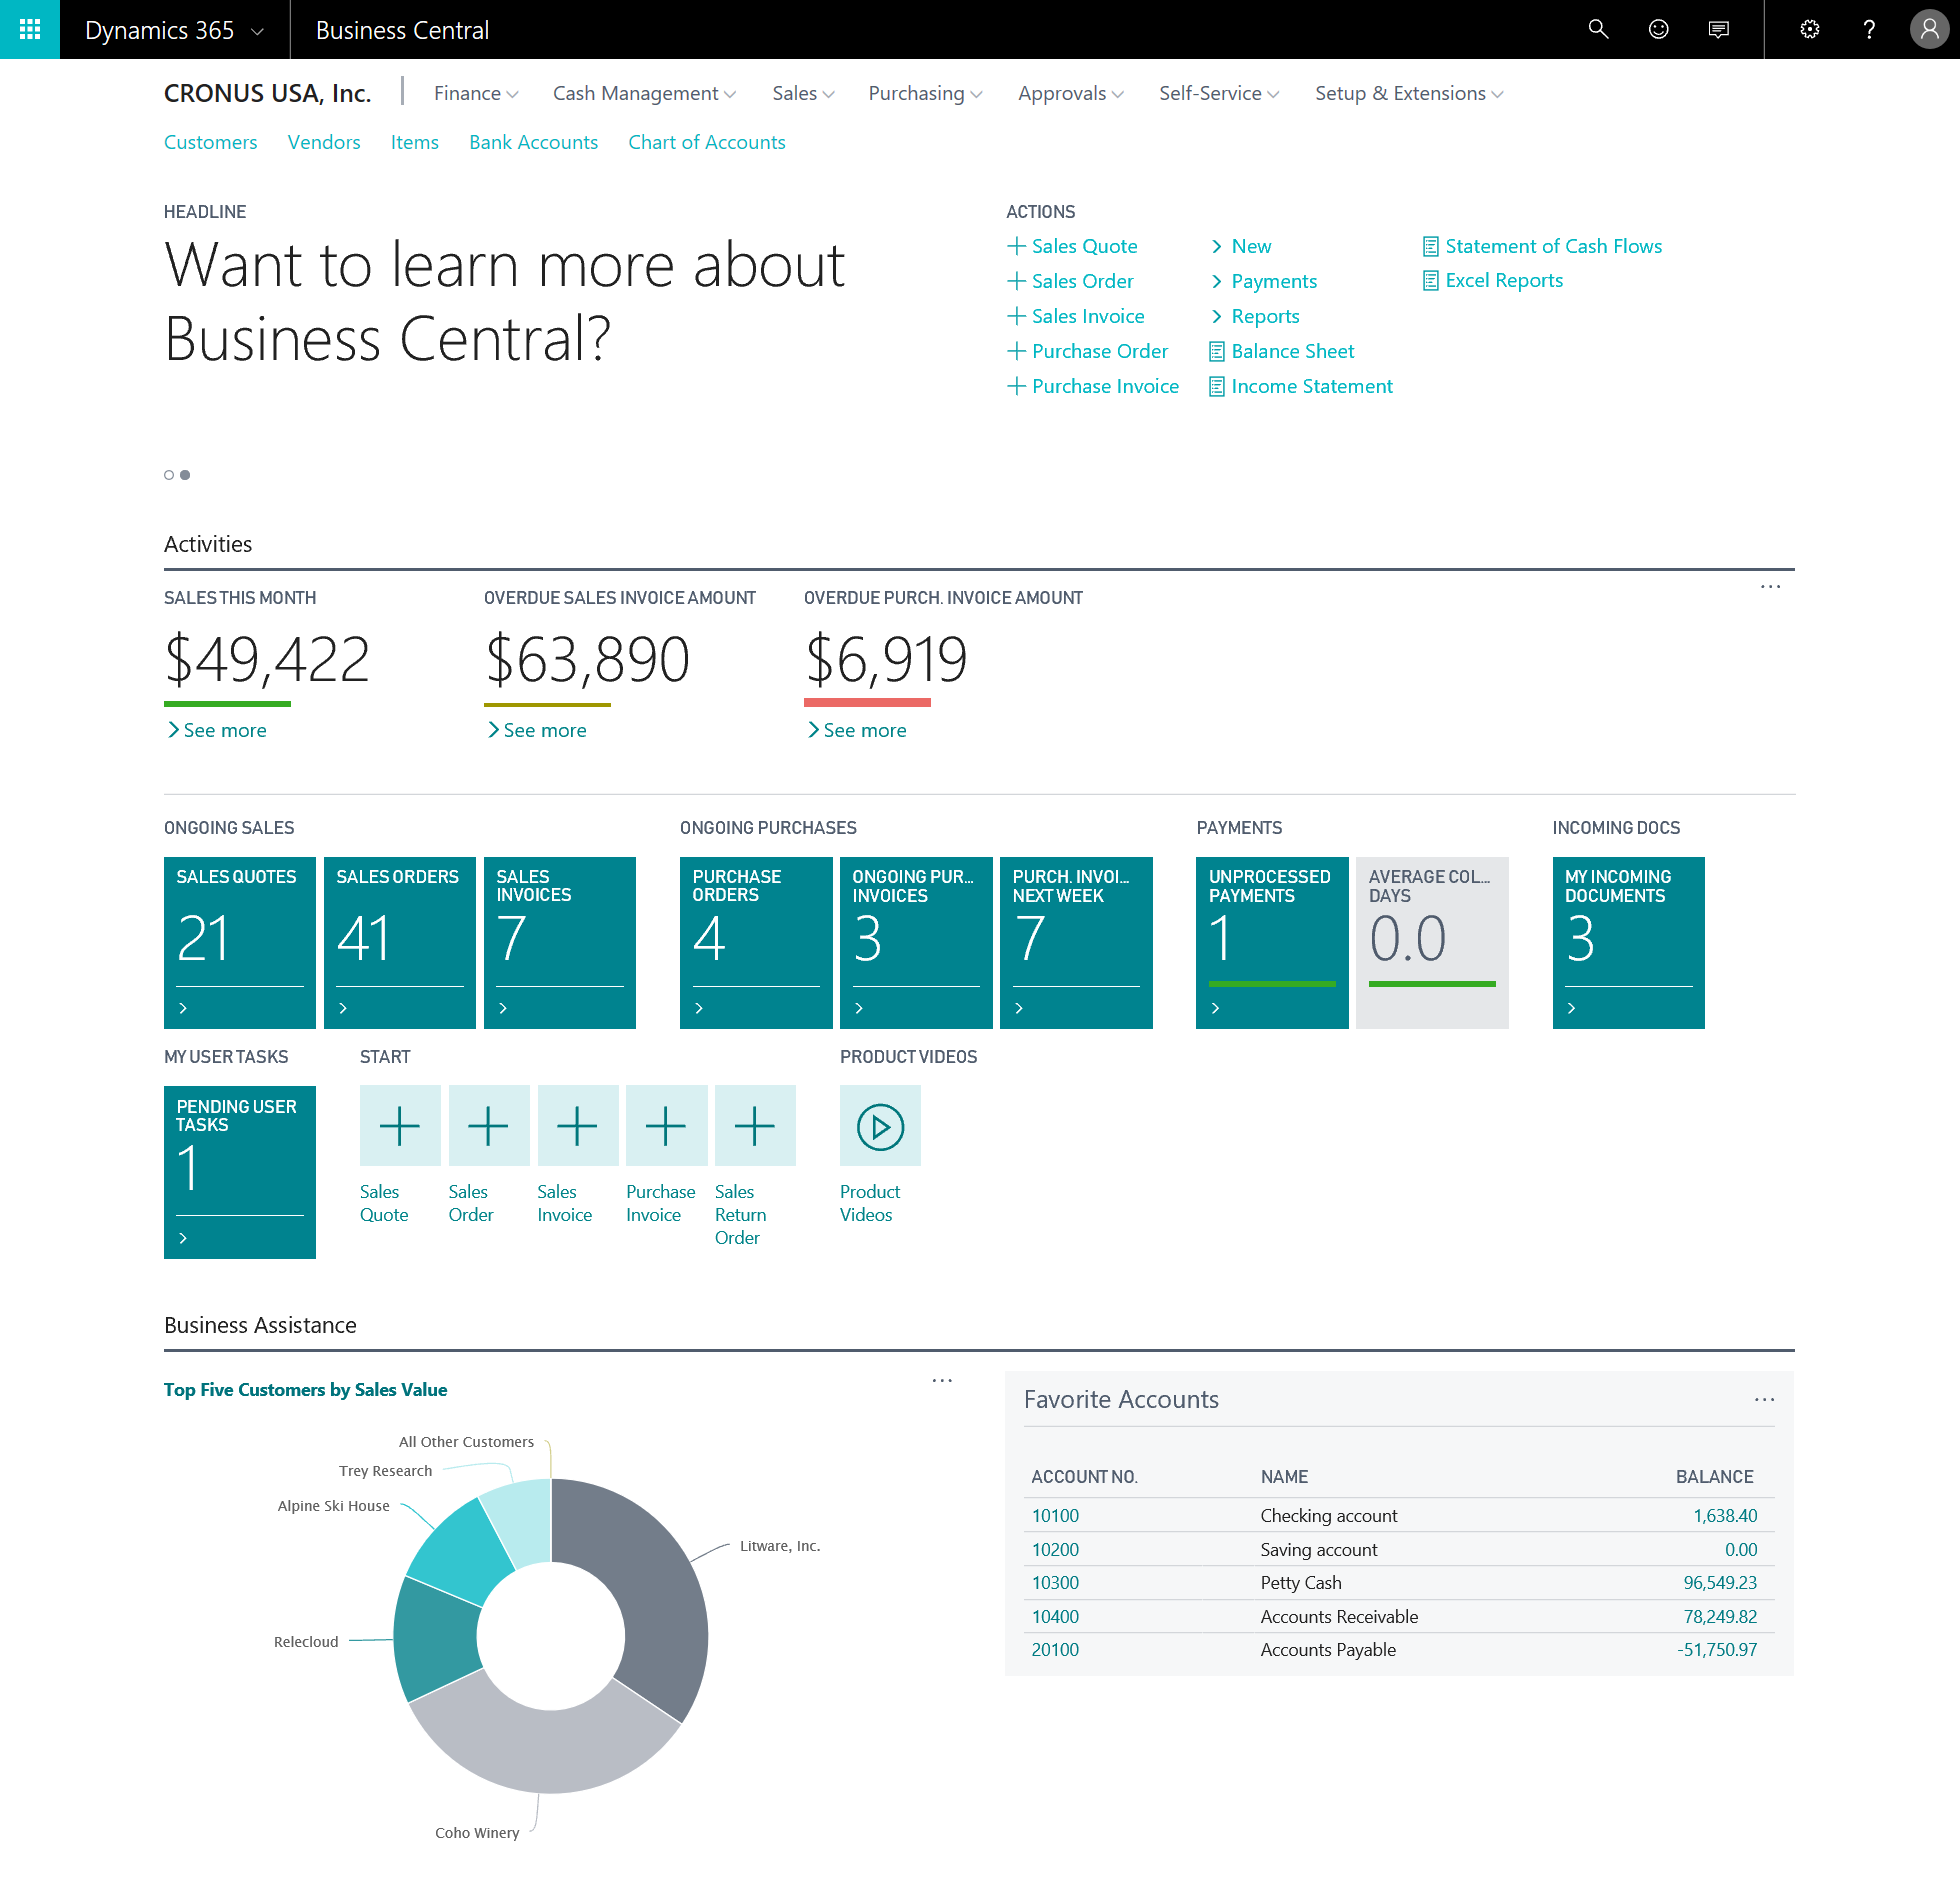 Dynamics 365
Business Central
CRONUS USA, Inc.
Finance
Cash Management
Sales
Purchasing
Approvals
Self-Service
Setup & Extensions
Customers
Vendors
Items
Bank Accounts
Chart of Accounts
HEADLINE
Want to learn more about
Business Central?
ACTIONS
Sales Quote
Sales Order
Sales Invoice
Purchase Order
Purchase Invoice
New
Payments
Reports
Balance Sheet
Income Statement
Statement of Cash Flows
Excel Reports
Activities
SALES THIS MONTH
$49,422
See more
OVERDUE SALES INVOICE AMOUNT
$63,890
See more
OVERDUE PURCH. INVOICE AMOUNT
$6,919
See more
ONGOING SALES
SALES QUOTES
21
SALES ORDERS
41
SALES
INVOICES
7
ONGOING PURCHASES
PURCHASE
ORDERS
4
ONGOING PUR...
INVOICES
3
PURCH. INVOI...
NEXT WEEK
7
PAYMENTS
UNPROCESSED
PAYMENTS
1
AVERAGE COL...
DAYS
0.0
INCOMING DOCS
MY INCOMING
DOCUMENTS
3
MY USER TASKS
PENDING USER
TASKS
1
START
Sales
Quote
Sales
Order
Sales
Invoice
Purchase
Invoice
Sales
Return
Order
PRODUCT VIDEOS
Product
Videos
Business Assistance
Top Five Customers by Sales Value
All Other Customers
Trey Research
Alpine Ski House
Litware, Inc.
Relecloud
Coho Winery
Favorite Accounts
ACCOUNT NO. NAME BALANCE
10100 Checking account 1,638.40
10200 Saving account 0.00
10300 Petty Cash 96,549.23
10400 Accounts Receivable 78,249.82
20100 Accounts Payable -51,750.97